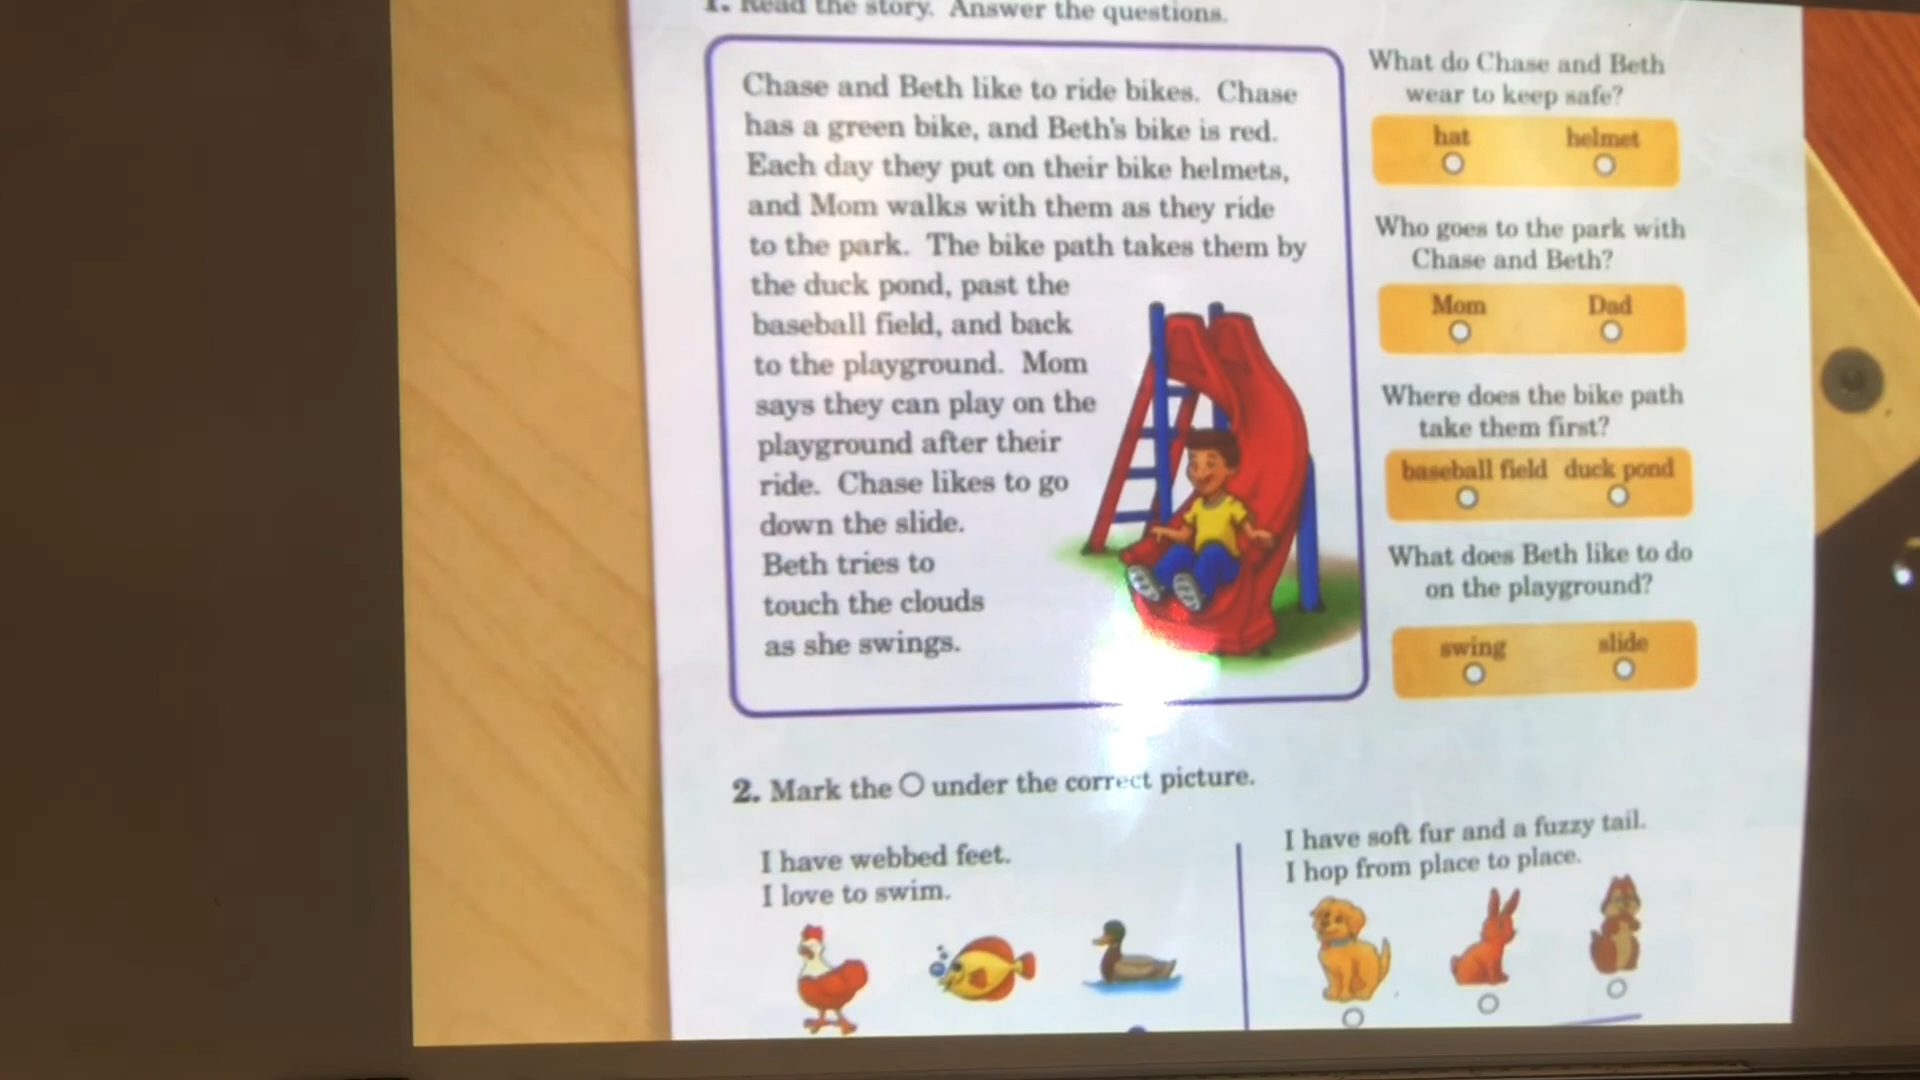 1. Read the story. Answer the questions.
Chase and Beth like to ride bikes. Chase
has a green bike, and Beth's bike is red.
Each day they put on their bike helmets,
and Mom walks with them as they ride
to the park. The bike path takes them by
the duck pond, past the
baseball field, and back
to the playground. Mom
says they can play on the
playground after their
ride. Chase likes to go
down the slide.
Beth tries to
touch the clouds
as she swings.
What do Chase and Beth
wear to keep safe?
hat helmet
Who goes to the park with
Chase and Beth?
Mom Dad
Where does the bike path
take them first?
baseball field duck pond
What does Beth like to do
on the playground?
swing slide
2. Mark the O under the correct picture.
I have webbed feet.
I love to swim.
I have soft fur and a fuzzy tail.
I hop from place to place.